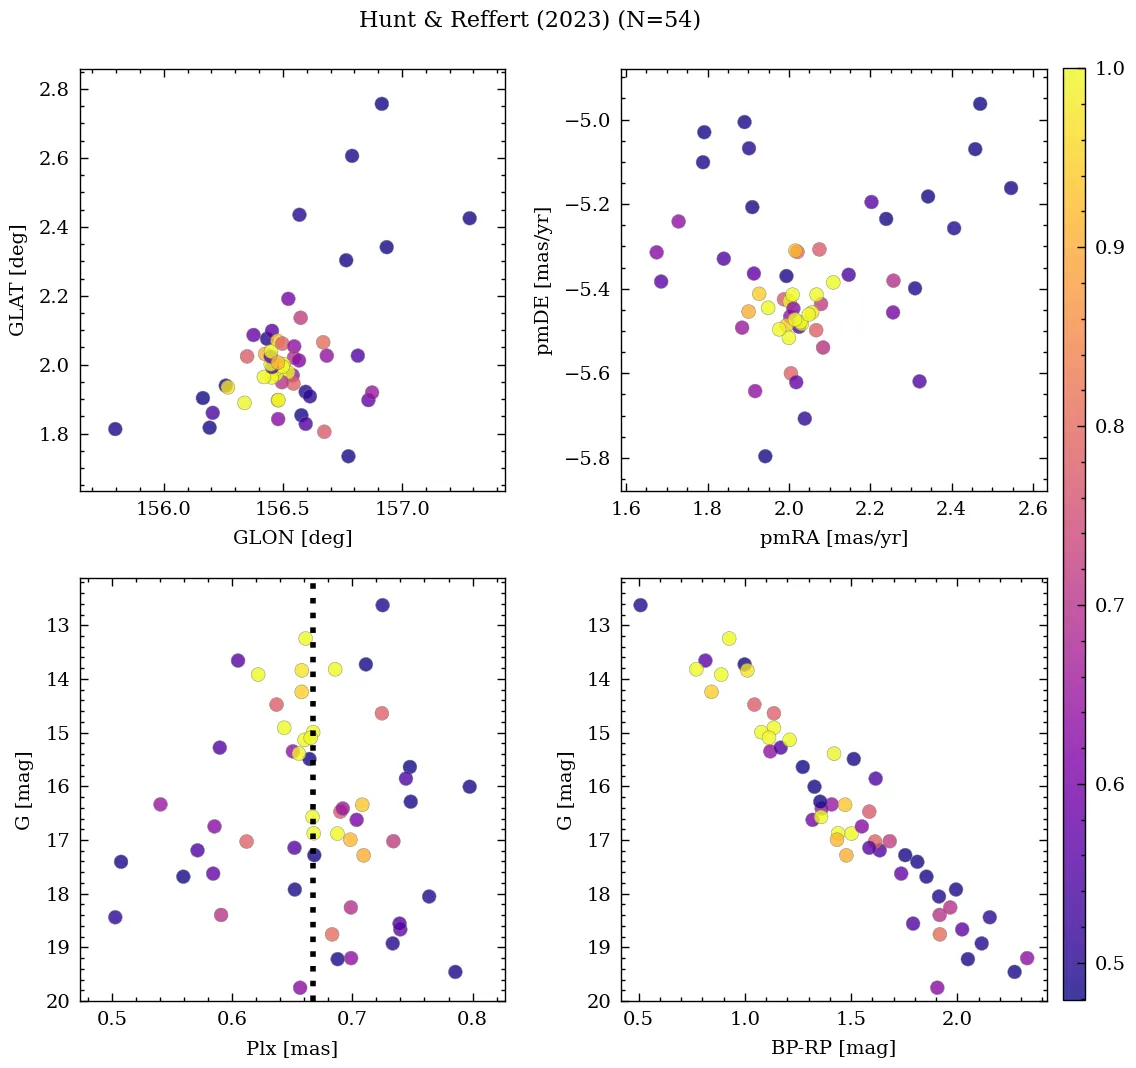 Hunt & Reffert (2023) (N=54)
2.8
2.6
2.4
2.2
2.0
1.8
GLAT [deg]
156.0 156.5 157.0
GLON [deg]
−5.0
−5.2
−5.4
−5.6
−5.8
pmDE [mas/yr]
1.6 1.8 2.0 2.2 2.4 2.6
pmRA [mas/yr]
1.0
0.9
0.8
0.7
0.6
0.5
13
14
15
16
17
18
19
20
G [mag]
0.5 0.6 0.7 0.8
Plx [mas]
13
14
15
16
17
18
19
20
G [mag]
0.5 1.0 1.5 2.0
BP-RP [mag]